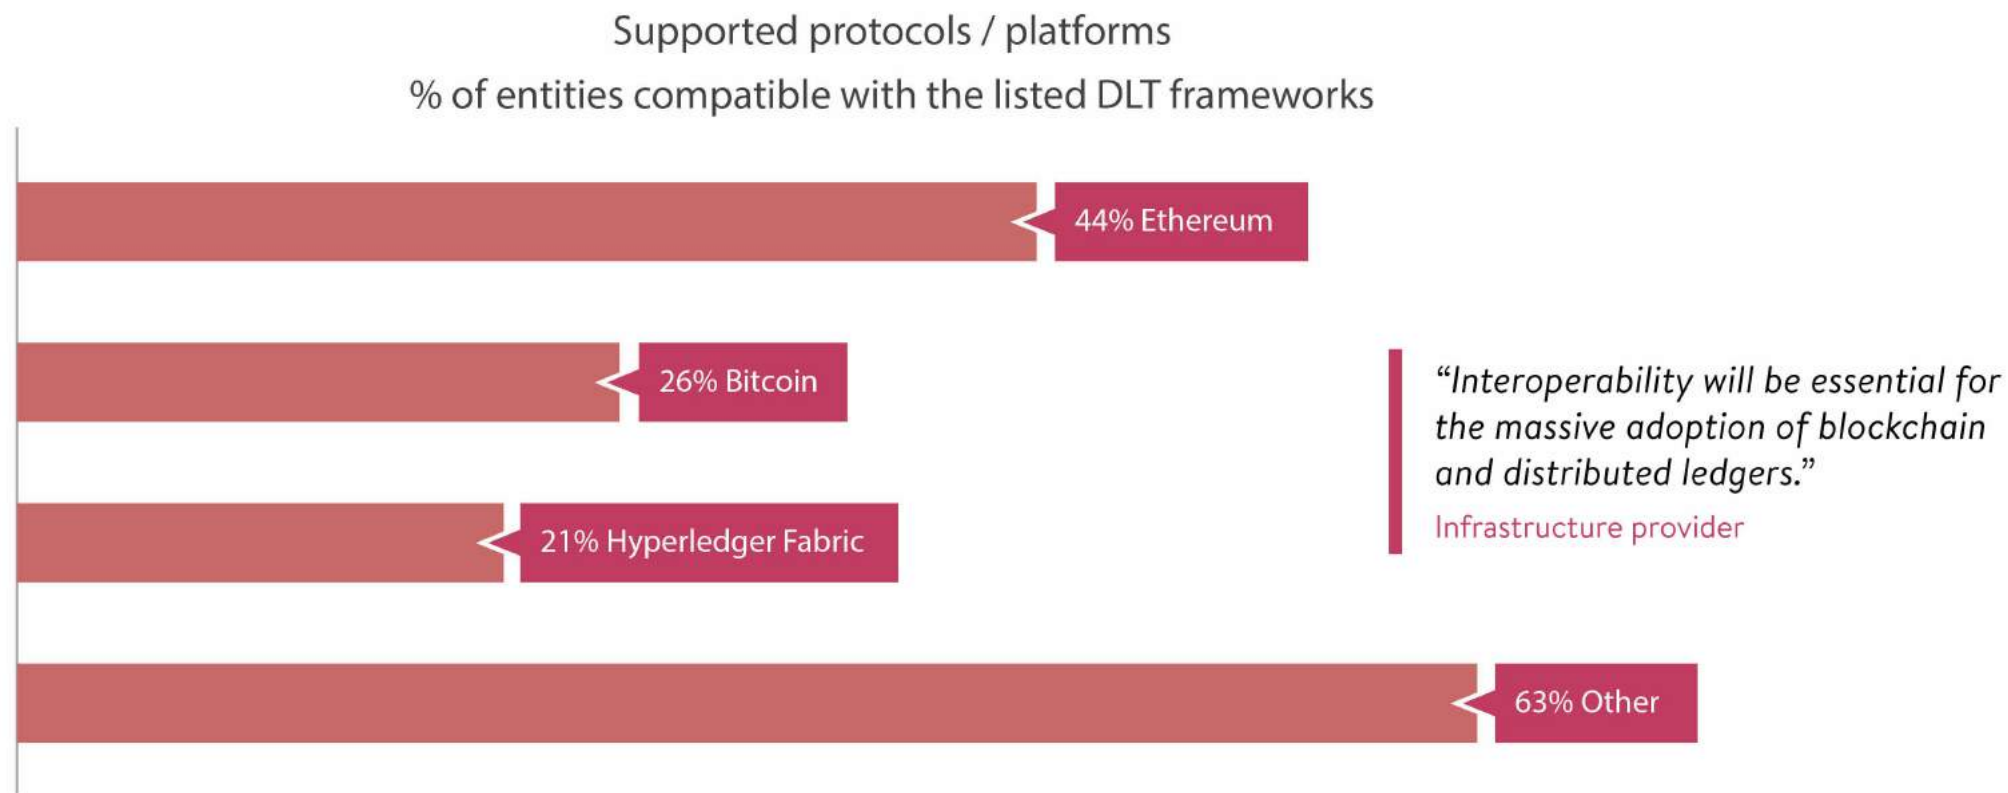 Supported protocols / platforms
% of entities compatible with the listed DLT frameworks
44% Ethereum
26% Bitcoin
21% Hyperledger Fabric
63% Other
“Interoperability will be essential for
the massive adoption of blockchain
and distributed ledgers.”
Infrastructure provider